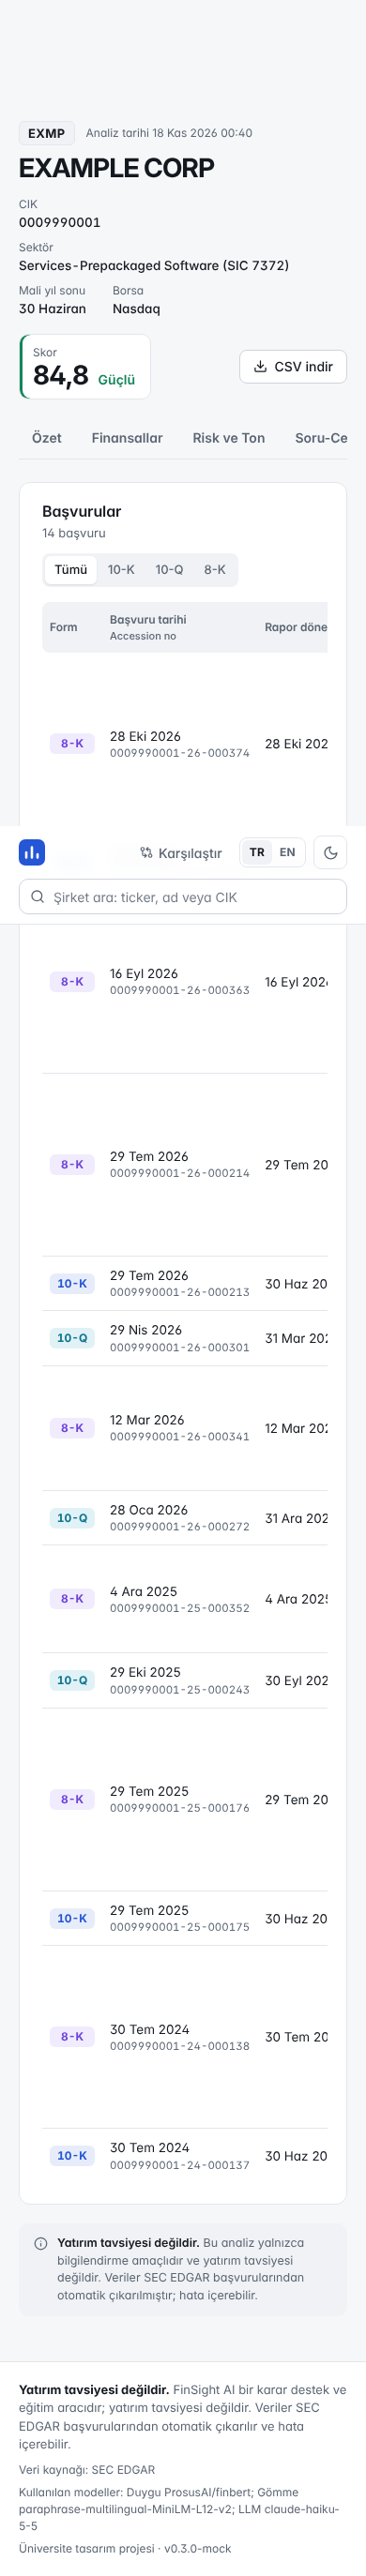 EXMP Analiz tarihi 18 Kas 2026 00:40
EXAMPLE CORP
CIK
0009990001
Sektör
Services-Prepackaged Software (SIC 7372)
Mali yıl sonu Borsa
30 Haziran Nasdaq
Skor
84,8 Güçlü
CSV indir
Özet Finansallar Risk ve Ton Soru-Ce
Başvurular
14 başvuru
Tümü 10-K 10-Q 8-K
Form Başvuru tarihi Rapor döne
Accession no
8-K 28 Eki 2026 28 Eki 202
0009990001-26-000374
Karşılaştır TR EN
Şirket ara: ticker, ad veya CIK
8-K 16 Eyl 2026 16 Eyl 2026
0009990001-26-000363
8-K 29 Tem 2026 29 Tem 20
0009990001-26-000214
10-K 29 Tem 2026 30 Haz 20
0009990001-26-000213
10-Q 29 Nis 2026 31 Mar 202
0009990001-26-000301
8-K 12 Mar 2026 12 Mar 202
0009990001-26-000341
10-Q 28 Oca 2026 31 Ara 202
0009990001-26-000272
8-K 4 Ara 2025 4 Ara 2025
0009990001-25-000352
10-Q 29 Eki 2025 30 Eyl 202
0009990001-25-000243
8-K 29 Tem 2025 29 Tem 20
0009990001-25-000176
10-K 29 Tem 2025 30 Haz 20
0009990001-25-000175
8-K 30 Tem 2024 30 Tem 20
0009990001-24-000138
10-K 30 Tem 2024 30 Haz 20
0009990001-24-000137
Yatırım tavsiyesi değildir. Bu analiz yalnızca
bilgilendirme amaçlıdır ve yatırım tavsiyesi
değildir. Veriler SEC EDGAR başvurularından
otomatik çıkarılmıştır; hata içerebilir.
Yatırım tavsiyesi değildir. FinSight AI bir karar destek ve
eğitim aracıdır; yatırım tavsiyesi değildir. Veriler SEC
EDGAR başvurularından otomatik çıkarılır ve hata
içerebilir.
Veri kaynağı: SEC EDGAR
Kullanılan modeller: Duygu ProsusAI/finbert; Gömme
paraphrase-multilingual-MiniLM-L12-v2; LLM claude-haiku-
5-5
Üniversite tasarım projesi · v0.3.0-mock